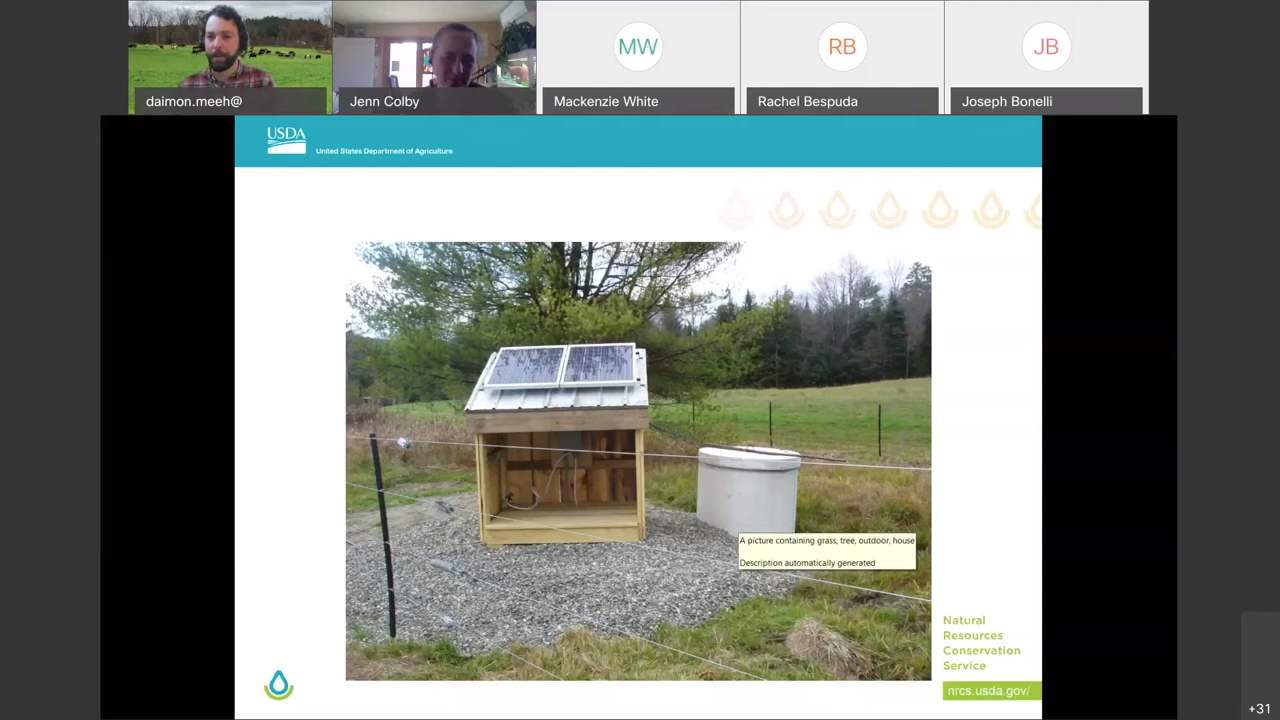 MW
RB
JB
daimon.meeh@
Jenn Colby
Mackenzie White
Rachel Bespuda
Joseph Bonelli
USDA
United States Department of Agriculture
A picture containing grass, tree, outdoor, house
Description automatically generated
Natural
Resources
Conservation
Service
nrcs.usda.gov/
+31